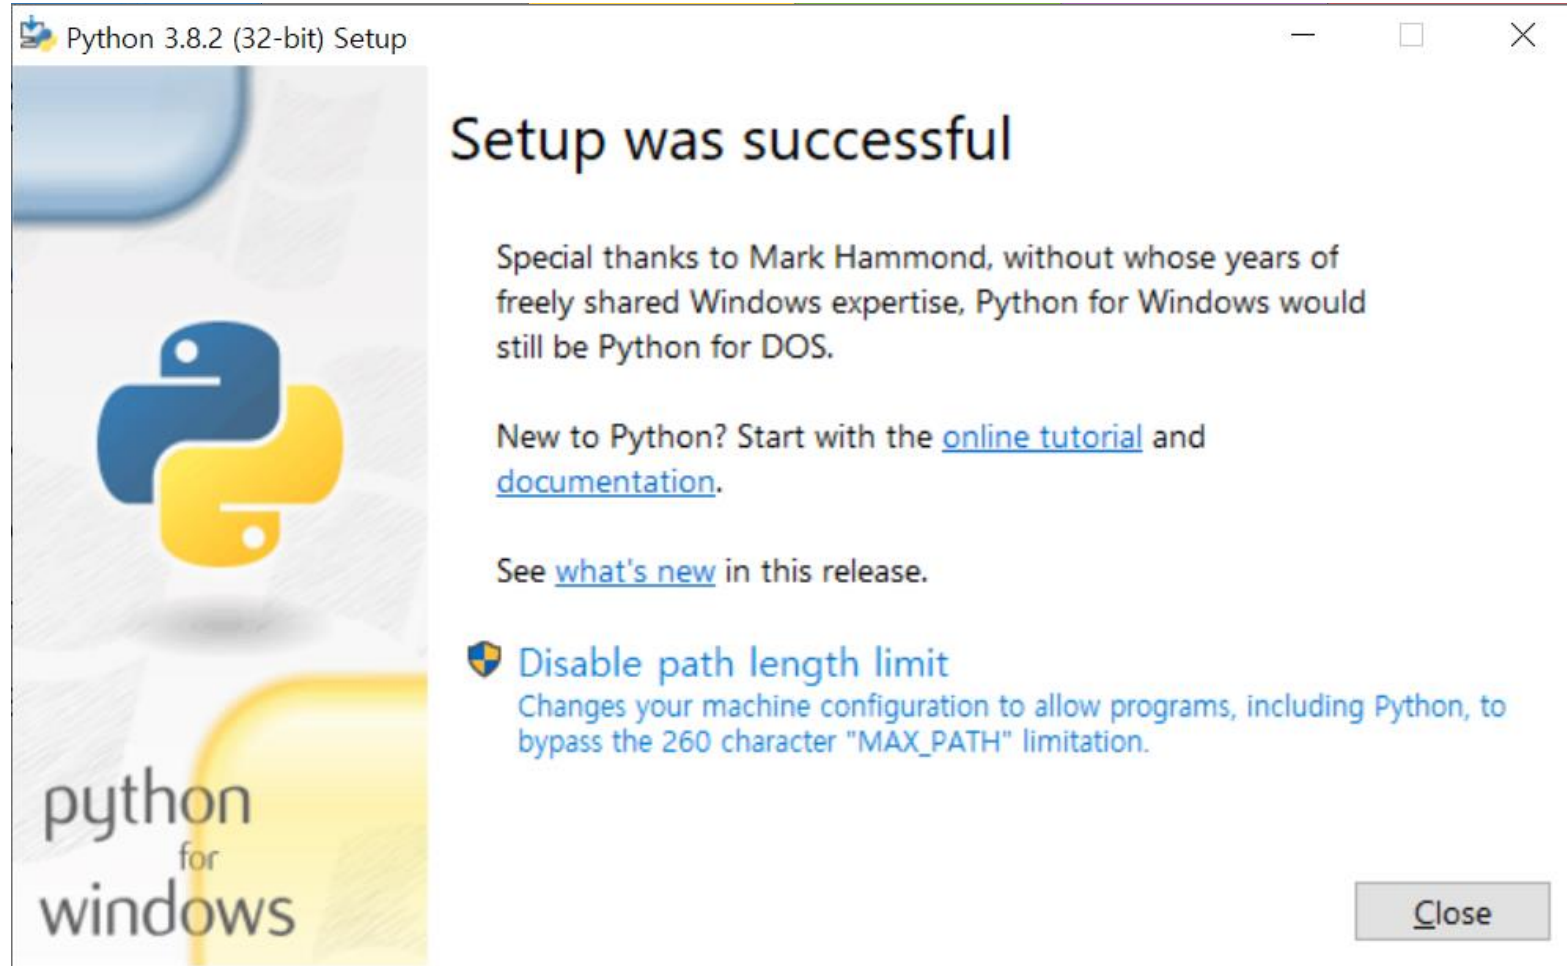 Python 3.8.2 (32-bit) Setup
Setup was successful
Special thanks to Mark Hammond, without whose years of
freely shared Windows expertise, Python for Windows would
still be Python for DOS.
New to Python? Start with the online tutorial and
documentation.
See what's new in this release.
Disable path length limit
Changes your machine configuration to allow programs, including Python, to
bypass the 260 character "MAX_PATH" limitation.
python
for
windows
Close